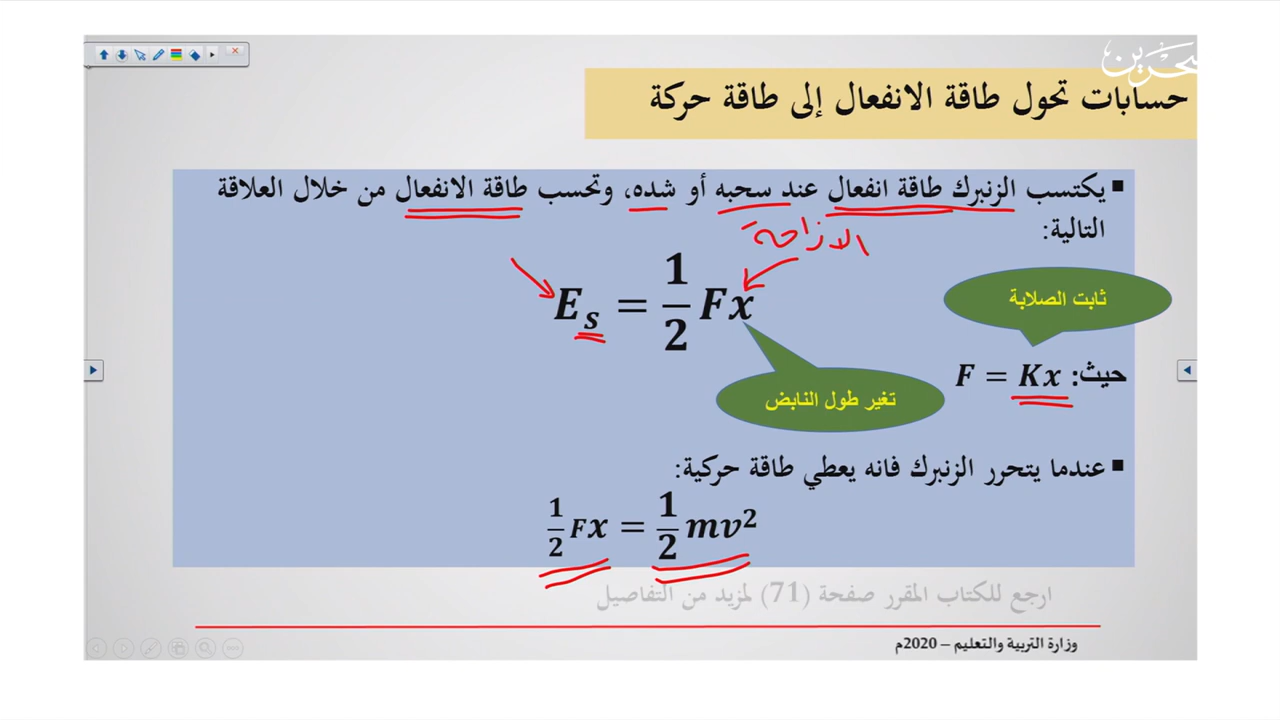 البحرين
حسابات تحول طاقة الانفعال إلى طاقة حركة
▪ يكتسب الزنبرك طاقة انفعال عند سحبه أو شده، وتحسب طاقة الانفعال من خلال العلاقة
التالية:
الازاحة
E_s = 1/2 Fx
ثابت الصلابة
حيث: F = Kx
تغير طول النابض
▪ عندما يتحرر الزنبرك فانه يعطي طاقة حركية:
1/2 Fx = 1/2 mv²
ارجع للكتاب المقرر صفحة (71) لمزيد من التفاصيل
وزارة التربية والتعليم – 2020م